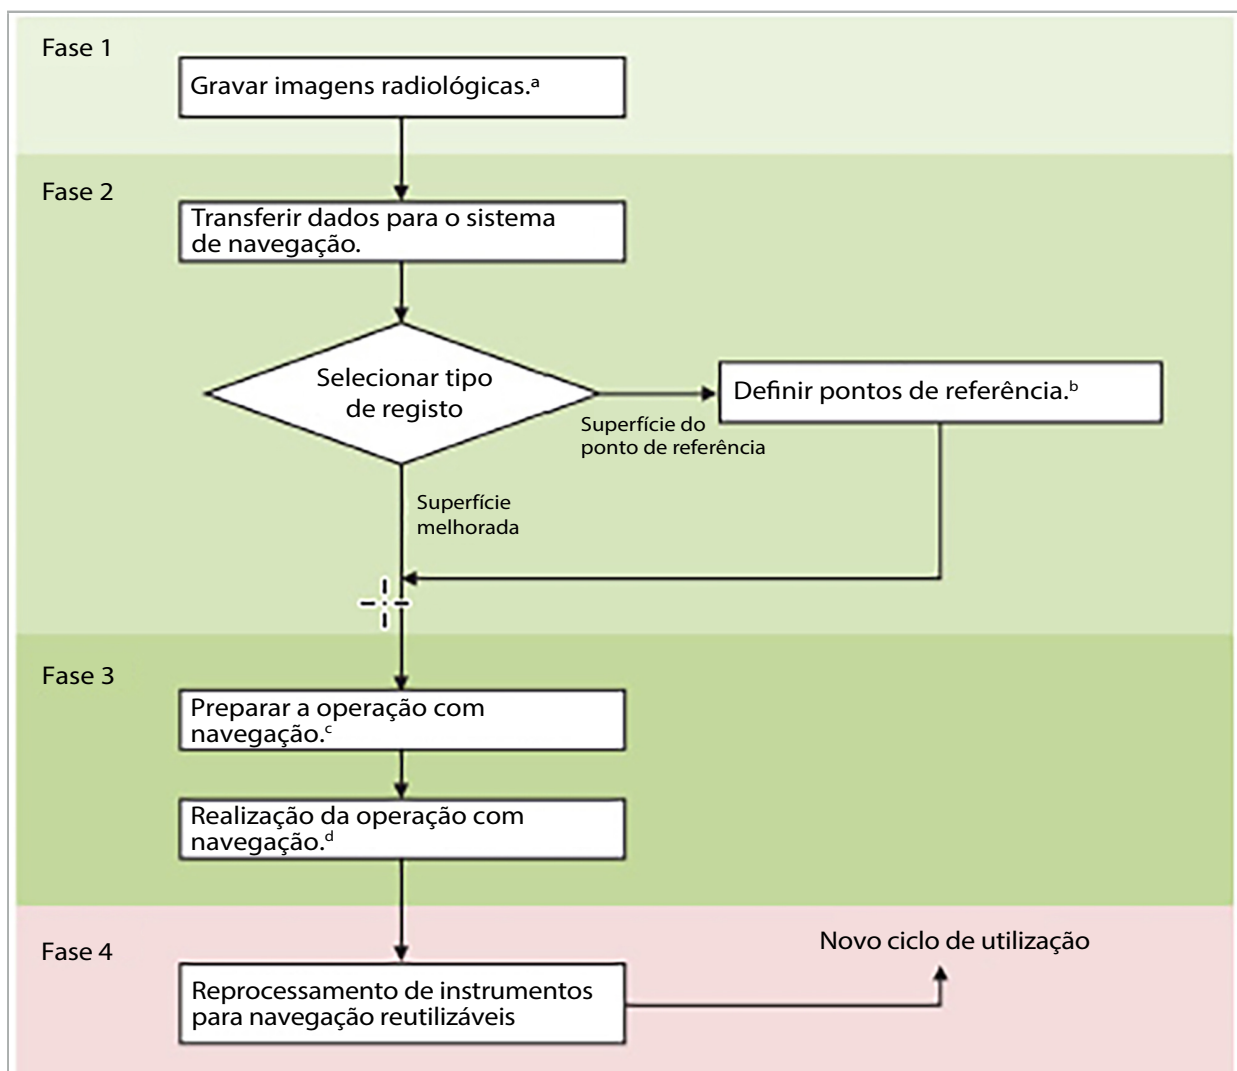 Fase 1
Gravar imagens radiológicas.ᵃ
Fase 2
Transferir dados para o sistema
de navegação.
Selecionar tipo
de registo
Definir pontos de referência.ᵇ
Superfície do
ponto de referência
Superfície
melhorada
Fase 3
Preparar a operação com
navegação.ᶜ
Realização da operação com
navegação.ᵈ
Fase 4
Novo ciclo de utilização
Reprocessamento de instrumentos
para navegação reutilizáveis